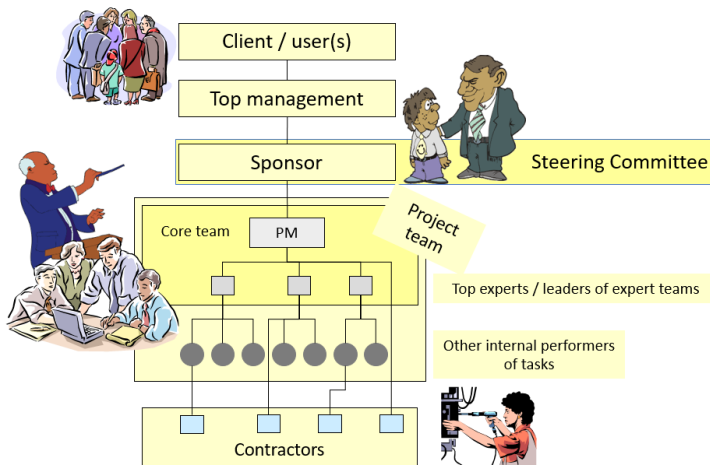 Client / user(s)
Top management
Sponsor
Steering Committee
Core team
PM
Project
team
Top experts / leaders of expert teams
Other internal performers
of tasks
Contractors